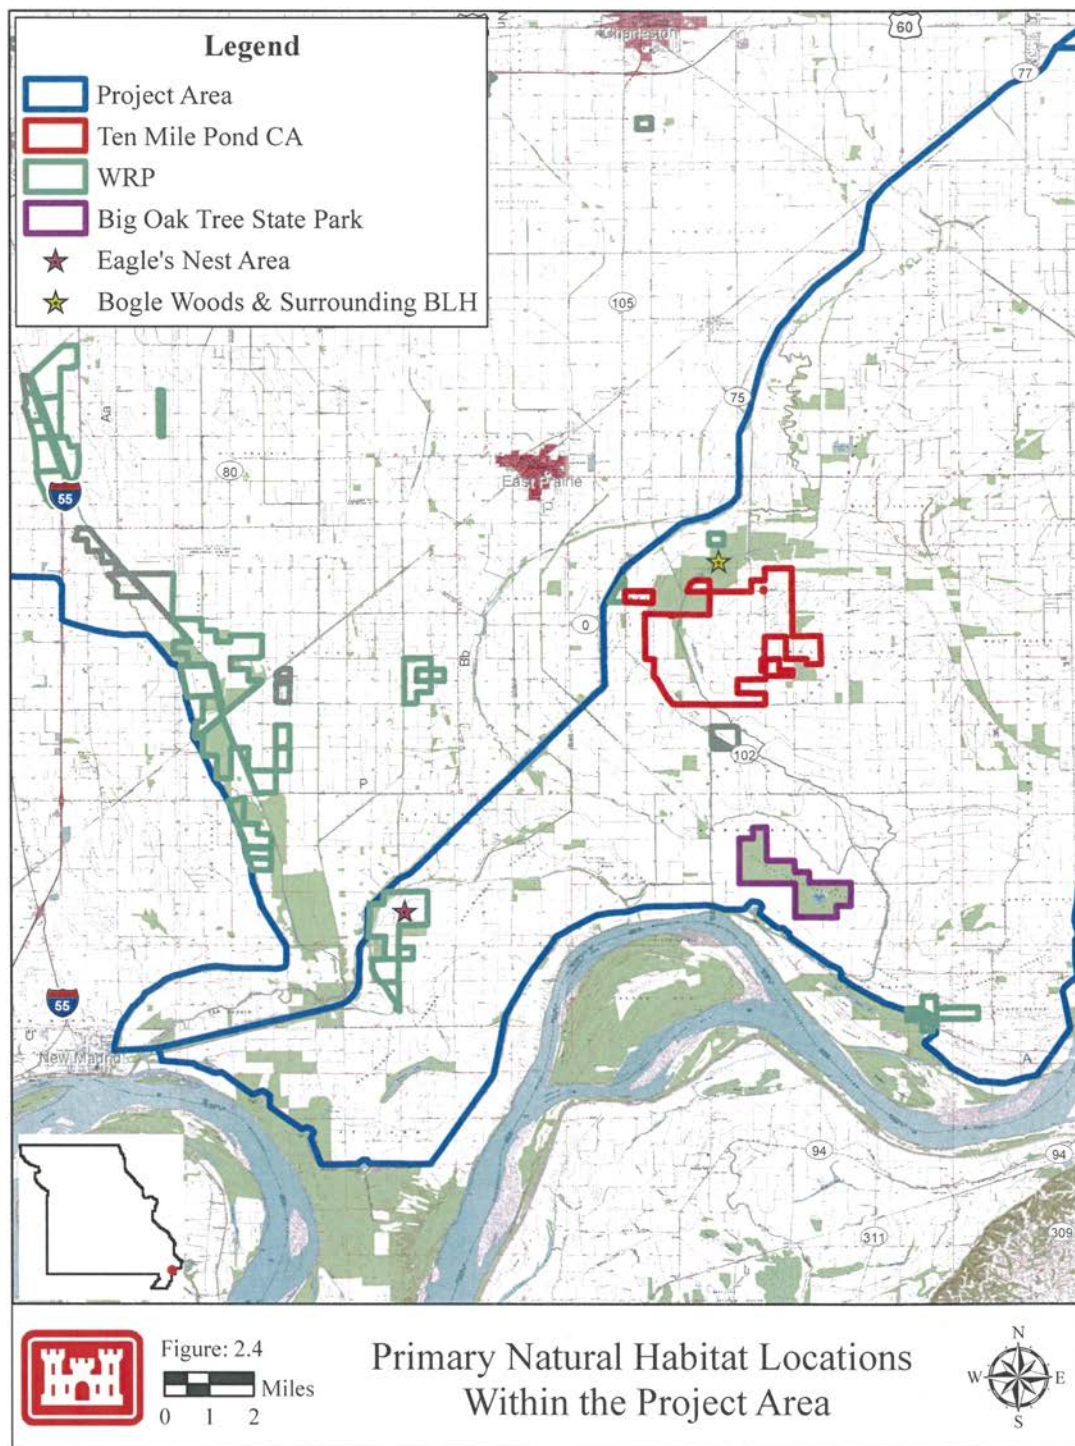 Legend
Project Area
Ten Mile Pond CA
WRP
Big Oak Tree State Park
Eagle's Nest Area
Bogle Woods & Surrounding BLH
Charleston
60
77
105
75
Aa
80
East Prairie
55
O
Bb
102
P
55
New Madrid
A
94
94
311
309
Figure: 2.4
Miles
0 1 2
Primary Natural Habitat Locations
Within the Project Area
N
W E
S